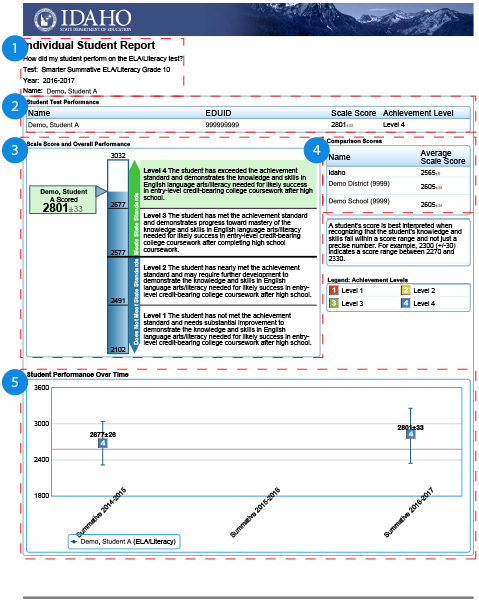 IDAHO
STATE DEPARTMENT OF EDUCATION
1
Individual Student Report
How did my student perform on the ELA/Literacy test?
Test: Smarter Summative ELA/Literacy Grade 10
Year: 2016-2017
Name: Demo, Student A
2
Student Test Performance
Name EDUID Scale Score Achievement Level
Demo, Student A 999999999 2801±33 Level 4
3
Scale Score and Overall Performance
3032
Demo, Student
A Scored
2801±33
2677
2577
2491
2102
Meets State Standards
Does Not Meet State Standards
Level 4 The student has exceeded the achievement
standard and demonstrates the knowledge and skills in
English language arts/literacy needed for likely success
in entry-level credit-bearing college coursework after high
school.
Level 3 The student has met the achievement standard
and demonstrates progress toward mastery of the
knowledge and skills in English language arts/literacy
needed for likely success in entry-level credit-bearing
college coursework after completing high school
coursework.
Level 2 The student has nearly met the achievement
standard and may require further development to
demonstrate the knowledge and skills in English
language arts/literacy needed for likely success in entry-
level credit-bearing college coursework after high school.
Level 1 The student has not met the achievement
standard and needs substantial improvement to
demonstrate the knowledge and skills in English
language arts/literacy needed for likely success in entry-
level credit-bearing college coursework after high school.
4
Comparison Scores
Name Average
Scale Score
Idaho 2565
Demo District (9999) 2605
Demo School (9999) 2605
A student's score is best interpreted when
recognizing that the student's knowledge and
skills fall within a score range and not just a
precise number. For example, 2300 (+/-30)
indicates a score range between 2270 and
2330.
Legend: Achievement Levels
1 Level 1 2 Level 2
3 Level 3 4 Level 4
5
Student Performance Over Time
3600
3000
2400
1800
2677±26
4
2801±33
4
Summative 2014-2015
Summative 2015-2016
Summative 2016-2017
Demo, Student A (ELA/Literacy)